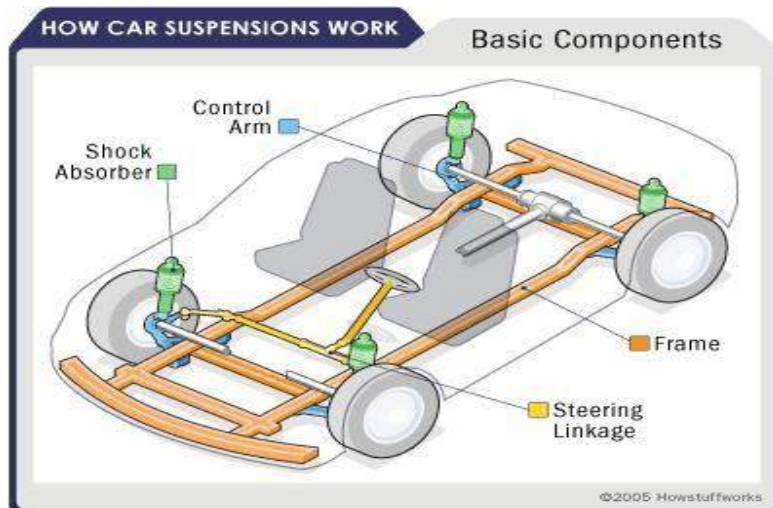 HOW CAR SUSPENSIONS WORK
Basic Components
Control
Arm
Shock
Absorber
Frame
Steering
Linkage
©2005 Howstuffworks